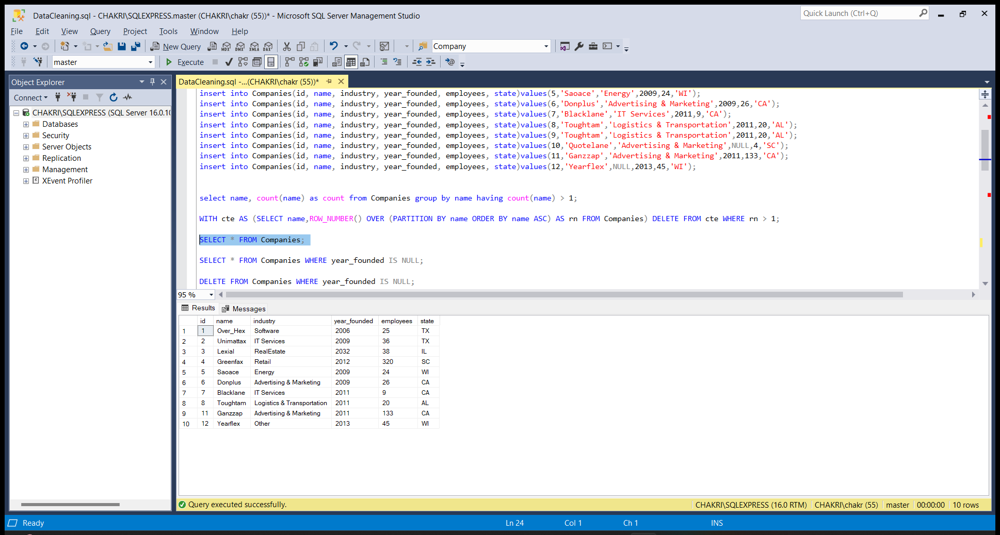 DataCleaning.sql - CHAKRI\SQLEXPRESS.master (CHAKRI\chakr (55))* - Microsoft SQL Server Management Studio
Quick Launch (Ctrl+Q)
File Edit View Query Project Tools Window Help
New Query MDX DMX XMLA DAX Company
master Execute
Object Explorer
Connect
CHAKRI\SQLEXPRESS (SQL Server 16.0.10
Databases
Security
Server Objects
Replication
Management
XEvent Profiler
DataCleaning.sql -...(CHAKRI\chakr (55))*
insert into Companies(id, name, industry, year_founded, employees, state)values(5,'Saoace','Energy',2009,24,'WI');
insert into Companies(id, name, industry, year_founded, employees, state)values(6,'Donplus','Advertising & Marketing',2009,26,'CA');
insert into Companies(id, name, industry, year_founded, employees, state)values(7,'Blacklane','IT Services',2011,9,'CA');
insert into Companies(id, name, industry, year_founded, employees, state)values(8,'Toughtam','Logistics & Transportation',2011,20,'AL');
insert into Companies(id, name, industry, year_founded, employees, state)values(9,'Toughtam','Logistics & Transportation',2011,20,'AL');
insert into Companies(id, name, industry, year_founded, employees, state)values(10,'Quotelane','Advertising & Marketing',NULL,4,'SC');
insert into Companies(id, name, industry, year_founded, employees, state)values(11,'Ganzzap','Advertising & Marketing',2011,133,'CA');
insert into Companies(id, name, industry, year_founded, employees, state)values(12,'Yearflex',NULL,2013,45,'WI');
select name, count(name) as count from Companies group by name having count(name) > 1;
WITH cte AS (SELECT name,ROW_NUMBER() OVER (PARTITION BY name ORDER BY name ASC) AS rn FROM Companies) DELETE FROM cte WHERE rn > 1;
SELECT * FROM Companies;
SELECT * FROM Companies WHERE year_founded IS NULL;
DELETE FROM Companies WHERE year_founded IS NULL;
95 %
Results Messages
id name industry year_founded employees state
1 1 Over_Hex Software 2006 25 TX
2 2 Unimattax IT Services 2009 36 TX
3 3 Lexial RealEstate 2032 38 IL
4 4 Greenfax Retail 2012 320 SC
5 5 Saoace Energy 2009 24 WI
6 6 Donplus Advertising & Marketing 2009 26 CA
7 7 Blacklane IT Services 2011 9 CA
8 8 Toughtam Logistics & Transportation 2011 20 AL
9 11 Ganzzap Advertising & Marketing 2011 133 CA
10 12 Yearflex Other 2013 45 WI
Query executed successfully. CHAKRI\SQLEXPRESS (16.0 RTM) CHAKRI\chakr (55) master 00:00:00 10 rows
Ready Ln 24 Col 1 Ch 1 INS